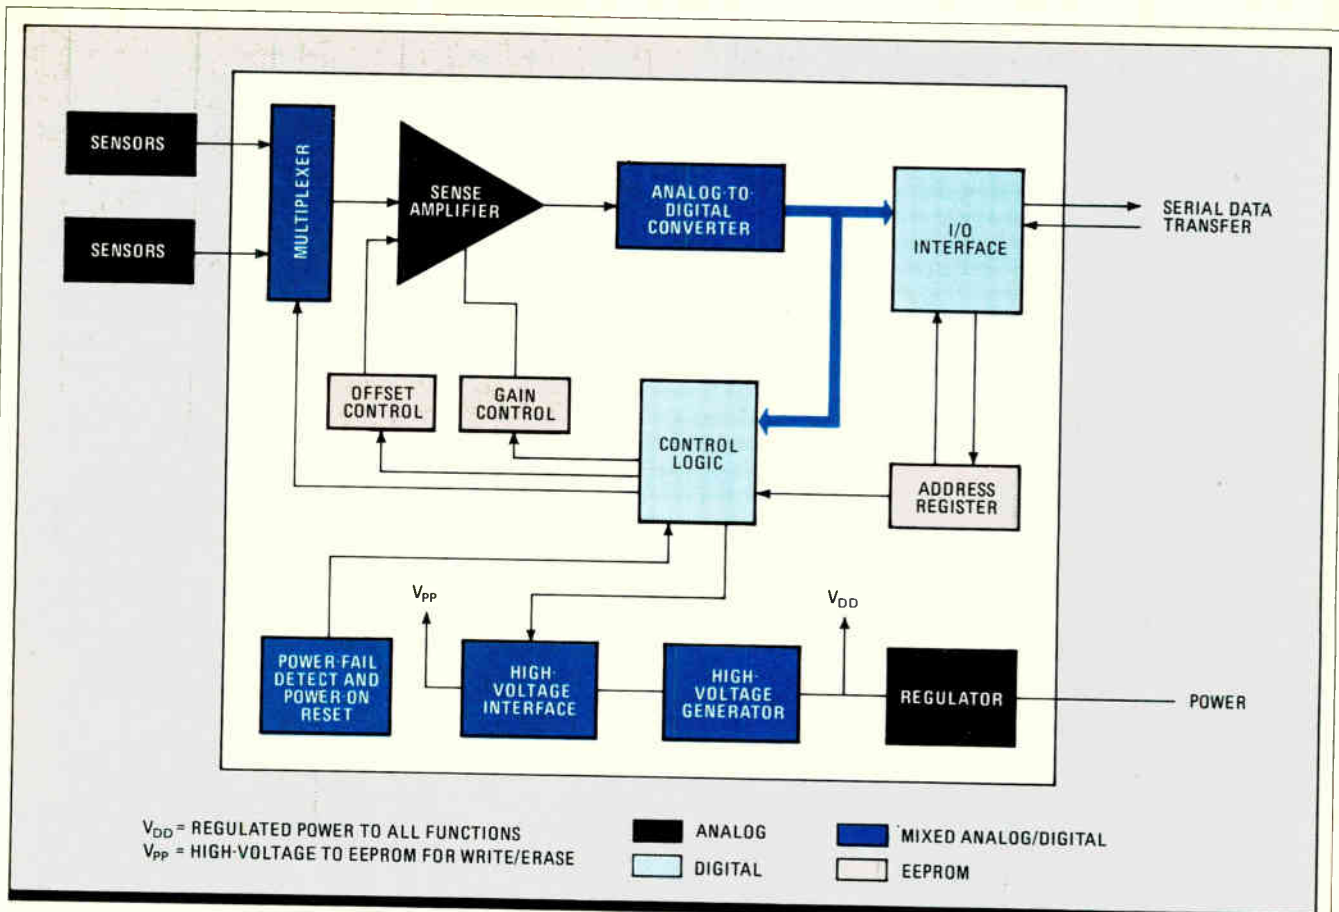 SENSORS
SENSORS
MULTIPLEXER
SENSE
AMPLIFIER
ANALOG-TO-
DIGITAL
CONVERTER
I/O
INTERFACE
SERIAL DATA
TRANSFER
OFFSET
CONTROL
GAIN
CONTROL
CONTROL
LOGIC
ADDRESS
REGISTER
VPP
VDD
POWER-FAIL
DETECT AND
POWER-ON
RESET
HIGH-
VOLTAGE
INTERFACE
HIGH-
VOLTAGE
GENERATOR
REGULATOR
POWER
VDD = REGULATED POWER TO ALL FUNCTIONS
VPP = HIGH-VOLTAGE TO EEPROM FOR WRITE/ERASE
ANALOG
MIXED ANALOG/DIGITAL
DIGITAL
EEPROM